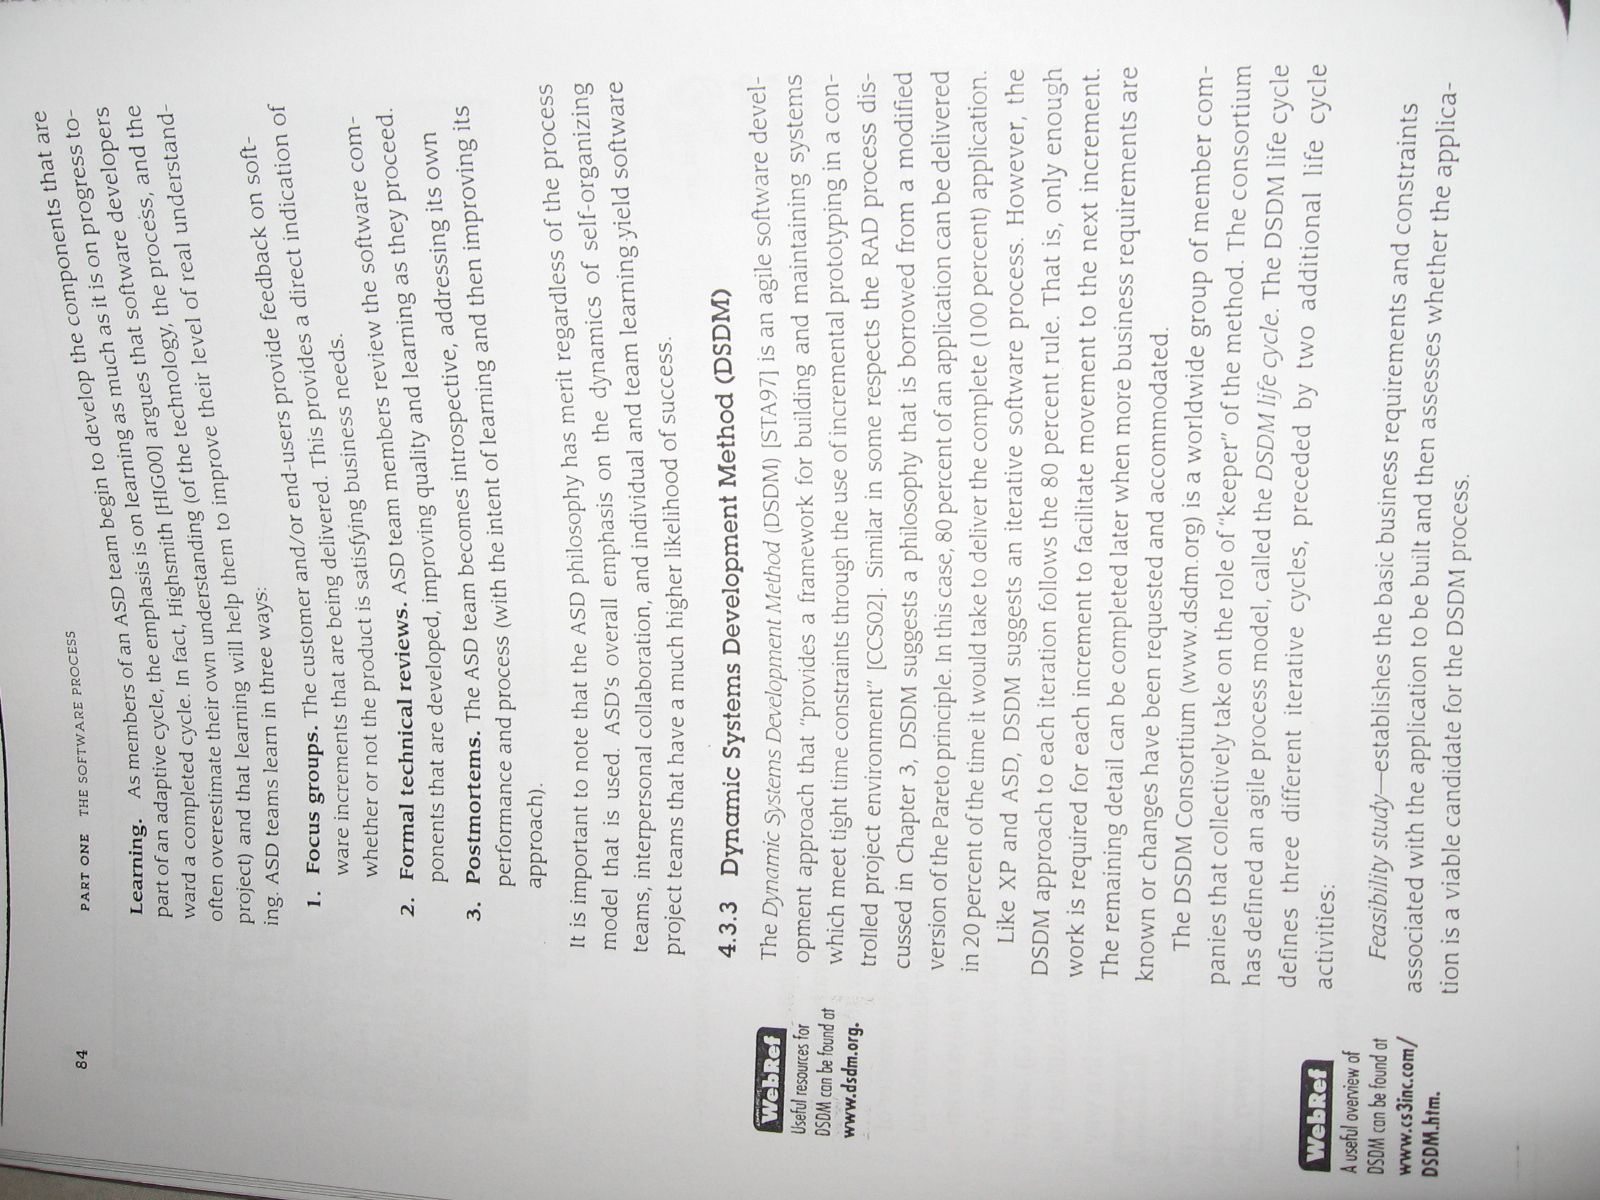 84
PART ONE THE SOFTWARE PROCESS
Learning. As members of an ASD team begin to develop the components that are
part of an adaptive cycle, the emphasis is on learning as much as it is on progress to-
ward a completed cycle. In fact, Highsmith [HIG00] argues that software developers
often overestimate their own understanding (of the technology, the process, and the
project) and that learning will help them to improve their level of real understand-
ing. ASD teams learn in three ways:
1. Focus groups. The customer and/or end-users provide feedback on soft-
ware increments that are being delivered. This provides a direct indication of
whether or not the product is satisfying business needs.
2. Formal technical reviews. ASD team members review the software com-
ponents that are developed, improving quality and learning as they proceed.
3. Postmortems. The ASD team becomes introspective, addressing its own
performance and process (with the intent of learning and then improving its
approach).
It is important to note that the ASD philosophy has merit regardless of the process
model that is used. ASD's overall emphasis on the dynamics of self-organizing
teams, interpersonal collaboration, and individual and team learning yield software
project teams that have a much higher likelihood of success.
4.3.3 Dynamic Systems Development Method (DSDM)
WebRef
Useful resources for
DSDM can be found at
www.dsdm.org.
The Dynamic Systems Development Method (DSDM) [STA97] is an agile software devel-
opment approach that "provides a framework for building and maintaining systems
which meet tight time constraints through the use of incremental prototyping in a con-
trolled project environment" [CCS02]. Similar in some respects the RAD process dis-
cussed in Chapter 3, DSDM suggests a philosophy that is borrowed from a modified
version of the Pareto principle. In this case, 80 percent of an application can be delivered
in 20 percent of the time it would take to deliver the complete (100 percent) application.
Like XP and ASD, DSDM suggests an iterative software process. However, the
DSDM approach to each iteration follows the 80 percent rule. That is, only enough
work is required for each increment to facilitate movement to the next increment.
The remaining detail can be completed later when more business requirements are
known or changes have been requested and accommodated.
The DSDM Consortium (www.dsdm.org) is a worldwide group of member com-
panies that collectively take on the role of "keeper" of the method. The consortium
has defined an agile process model, called the DSDM life cycle. The DSDM life cycle
defines three different iterative cycles, preceded by two additional life cycle
activities:
WebRef
A useful overview of
DSDM can be found at
www.cs3inc.com/
DSDM.htm.
Feasibility study—establishes the basic business requirements and constraints
associated with the application to be built and then assesses whether the applica-
tion is a viable candidate for the DSDM process.